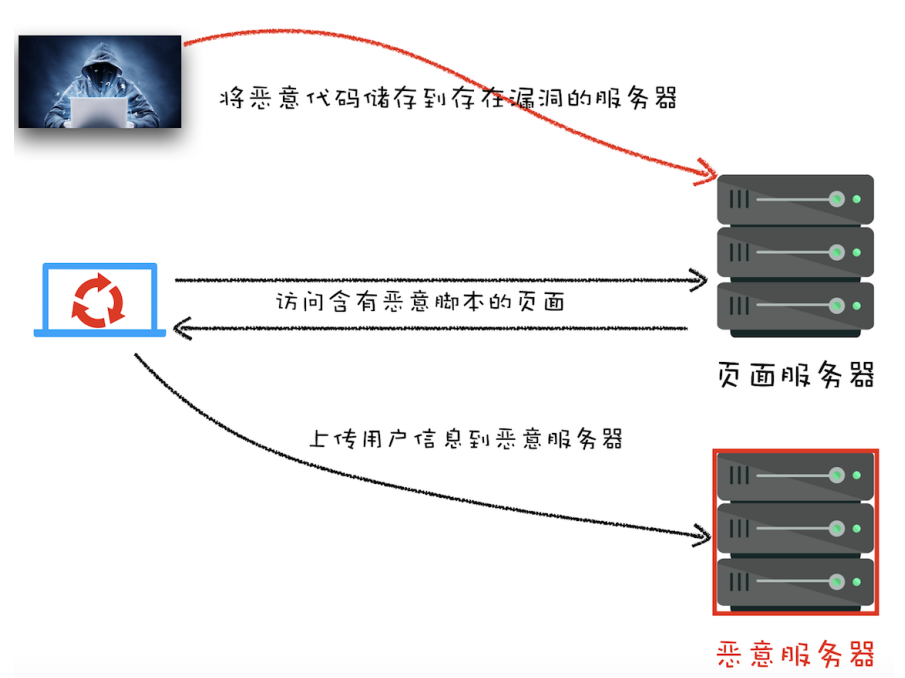 将恶意代码储存到存在漏洞的服务器
访问含有恶意脚本的页面
页面服务器
上传用户信息到恶意服务器
恶意服务器